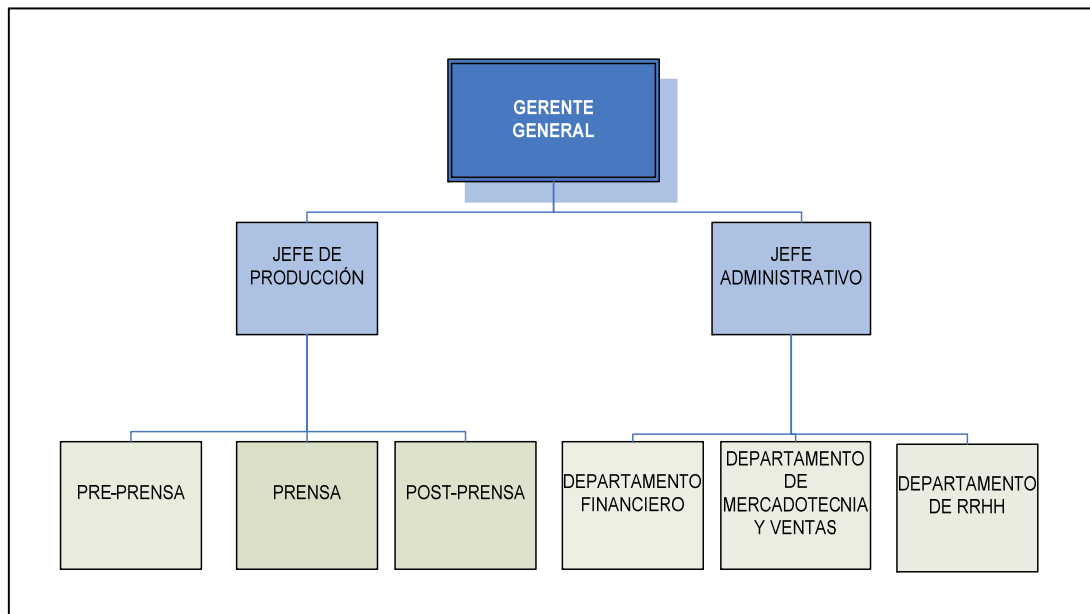 GERENTE
GENERAL
JEFE DE
PRODUCCIÓN
JEFE
ADMINISTRATIVO
PRE-PRENSA
PRENSA
POST-PRENSA
DEPARTAMENTO
FINANCIERO
DEPARTAMENTO
DE
MERCADOTECNIA
Y VENTAS
DEPARTAMENTO
DE RRHH